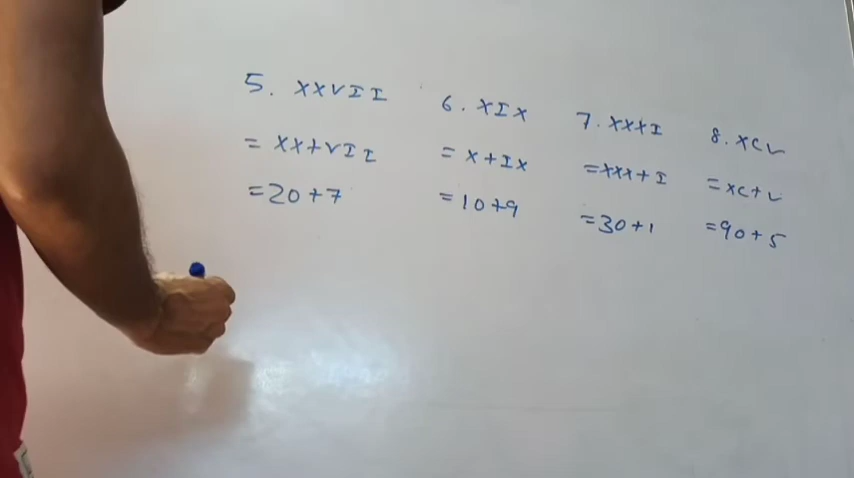 5. XXVII
= XX+VII
=20+7
6. XIX
= X+IX
=10+9
7. XXXI
=XXX+I
=30+1
8. XCV
=XC+V
=90+5